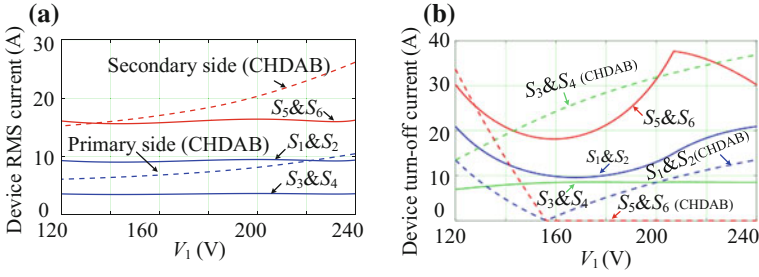 (a)
Device RMS current (A)
30
20
10
0
Secondary side (CHDAB)
S5&S6
Primary side (CHDAB)
S1&S2
S3&S4
120 160 200 240
V1 (V)
(b)
Device turn-off current (A)
40
30
20
10
0
S3&S4 (CHDAB)
S5&S6
S1&S2
S1&S2(CHDAB)
S3&S4
S5&S6 (CHDAB)
120 160 200 240
V1 (V)